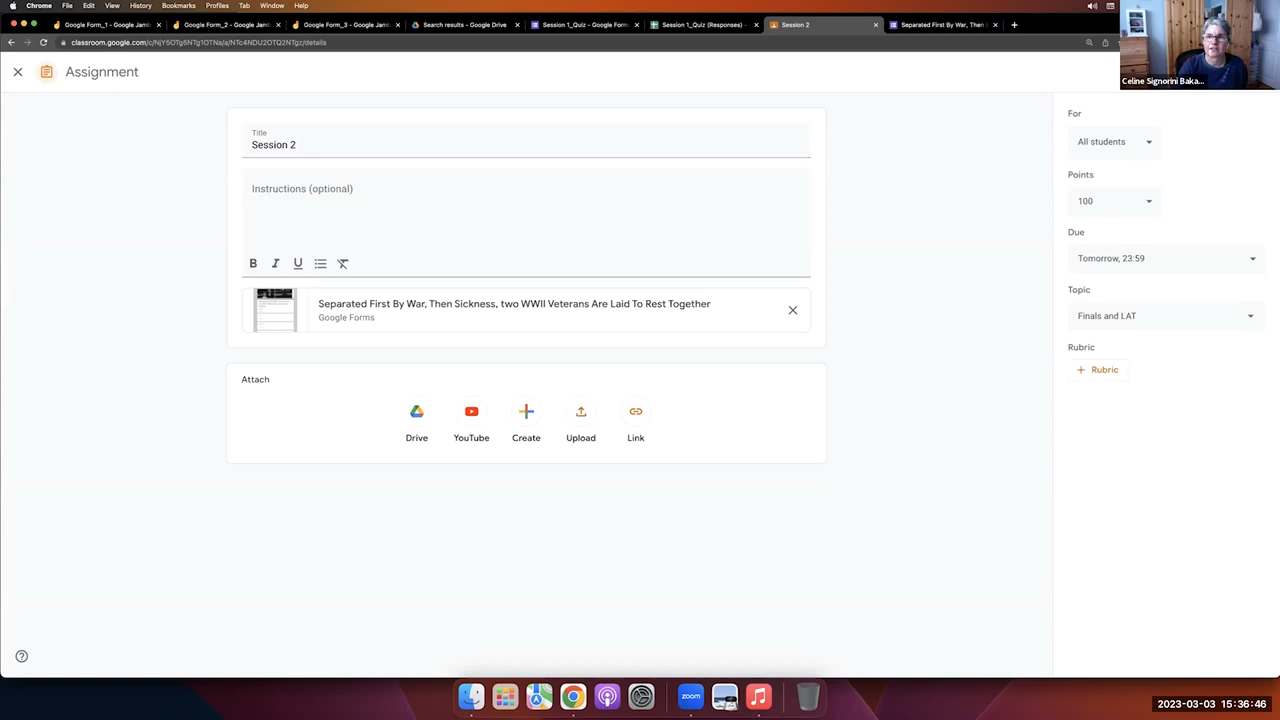 Chrome File Edit View History Bookmarks Profiles Tab Window Help
Google Form_1 - Google Jamb
Google Form_2 - Google Jamb
Google Form_3 - Google Jamb
Search results - Google Drive
Session 1_Quiz - Google Form
Session 1_Quiz (Responses) -
Session 2
Separated First By War, Then
classroom.google.com/c/NjY5OTg5NTg1OTNa/a/NTc4NDU2OTQ2NTgz/details
Celine Signorini Baka...
Assignment
Title
Session 2
Instructions (optional)
B I U
Separated First By War, Then Sickness, two WWII Veterans Are Laid To Rest Together
Google Forms
Attach
Drive YouTube Create Upload Link
For
All students
Points
100
Due
Tomorrow, 23:59
Topic
Finals and LAT
Rubric
+ Rubric
zoom
2023-03-03 15:36:46